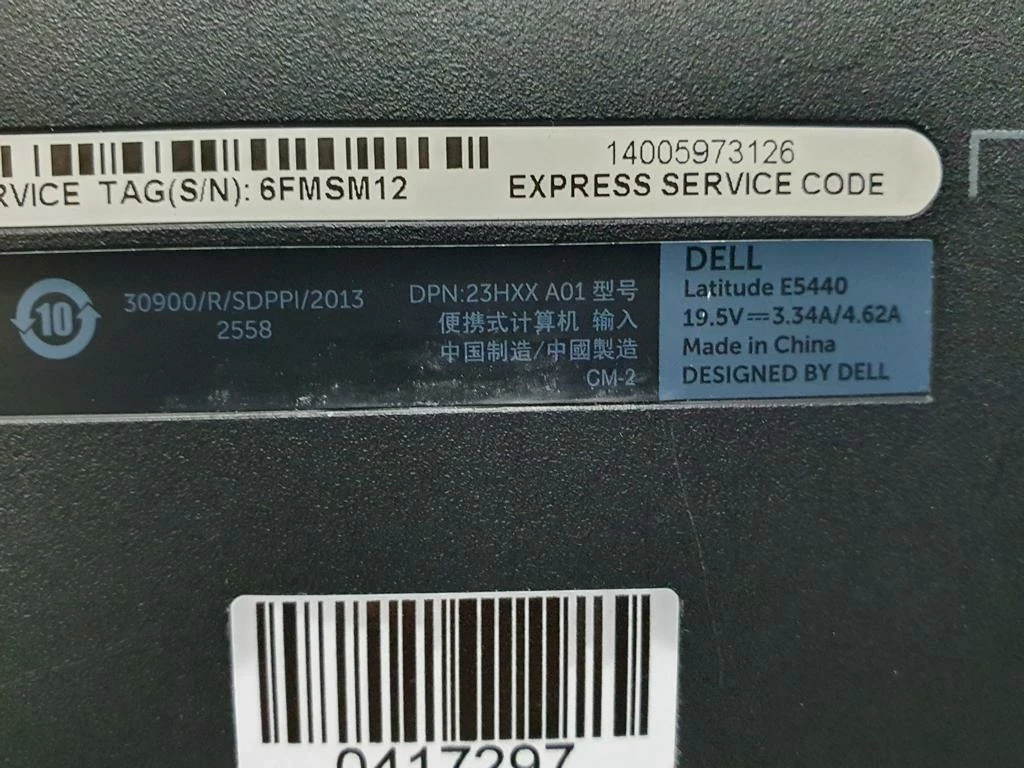 14005973126
RVICE TAG(S/N): 6FMSM12
EXPRESS SERVICE CODE
10
30900/R/SDPPI/2013
2558
DPN:23HXX A01 型号
便携式计算机 输入
中国制造/中國製造
CM-2
DELL
Latitude E5440
19.5V⎓3.34A/4.62A
Made in China
DESIGNED BY DELL
0417297